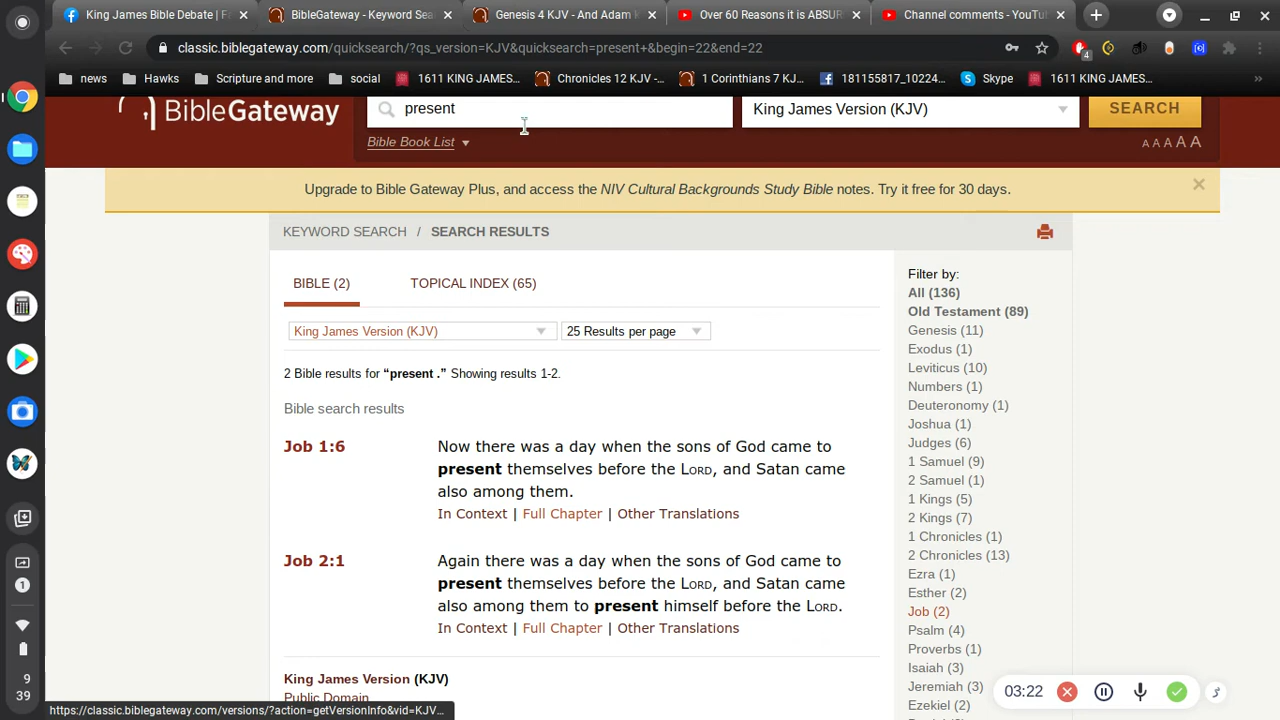 King James Bible Debate | F
BibleGateway - Keyword Sea
Genesis 4 KJV - And Adam k
Over 60 Reasons it is ABSUR
Channel comments - YouTu
classic.biblegateway.com/quicksearch/?qs_version=KJV&quicksearch=present+&begin=22&end=22
4
news
Hawks
Scripture and more
social
1611 KING JAMES...
Chronicles 12 KJV -...
1 Corinthians 7 KJ...
181155817_10224...
Skype
1611 KING JAMES...
»
BibleGateway
present
King James Version (KJV)
SEARCH
Bible Book List
A A A A A
Upgrade to Bible Gateway Plus, and access the NIV Cultural Backgrounds Study Bible notes. Try it free for 30 days.
KEYWORD SEARCH / SEARCH RESULTS
BIBLE (2)
TOPICAL INDEX (65)
King James Version (KJV)
25 Results per page
2 Bible results for “present .” Showing results 1-2.
Bible search results
Job 1:6
Now there was a day when the sons of God came to
present themselves before the LORD, and Satan came
also among them.
In Context | Full Chapter | Other Translations
Job 2:1
Again there was a day when the sons of God came to
present themselves before the LORD, and Satan came
also among them to present himself before the LORD.
In Context | Full Chapter | Other Translations
King James Version (KJV)
Public Domain
Filter by:
All (136)
Old Testament (89)
Genesis (11)
Exodus (1)
Leviticus (10)
Numbers (1)
Deuteronomy (1)
Joshua (1)
Judges (6)
1 Samuel (9)
2 Samuel (1)
1 Kings (5)
2 Kings (7)
1 Chronicles (1)
2 Chronicles (13)
Ezra (1)
Esther (2)
Job (2)
Psalm (4)
Proverbs (1)
Isaiah (3)
Jeremiah (3)
Ezekiel (2)
03:22
1
9
39
https://classic.biblegateway.com/versions/?action=getVersionInfo&vid=KJV...